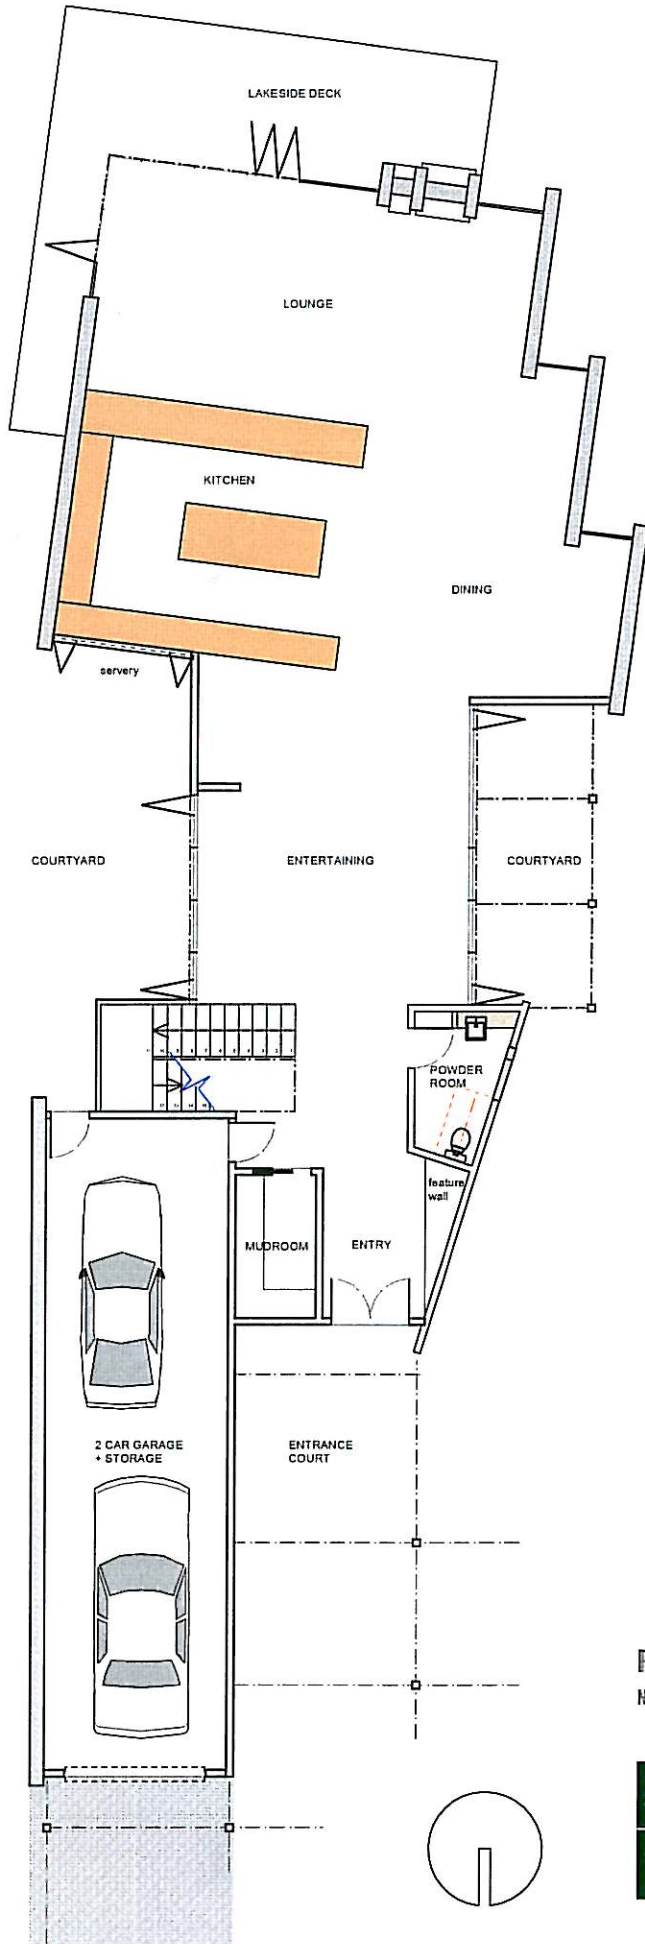 LAKESIDE DECK
LOUNGE
KITCHEN
DINING
servery
COURTYARD
ENTERTAINING
COURTYARD
POWDER
ROOM
feature
wall
MUDROOM
ENTRY
2 CAR GARAGE
+ STORAGE
ENTRANCE
COURT